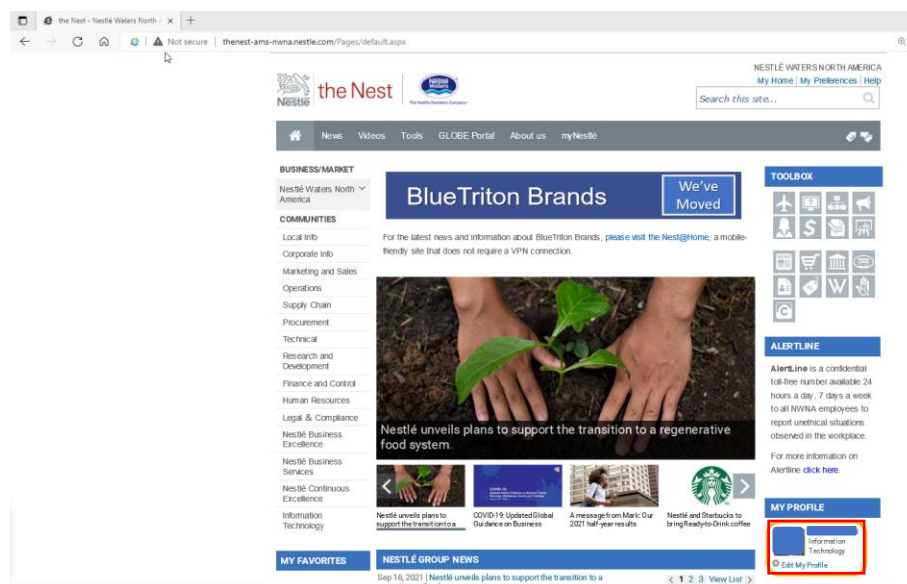 the Nest - Nestlé Waters North
Not secure | thenest-ams-nwna.nestle.com/Pages/default.aspx
NESTLÉ WATERS NORTH AMERICA
My Home | My Preferences | Help
Nestlé
the Nest
Nestlé Waters
The Healthy Hydration Company
Search this site...
News Videos Tools GLOBE Portal About us myNestlé
BUSINESS/MARKET
Nestlé Waters North
America
COMMUNITIES
Local Info
Corporate Info
Marketing and Sales
Operations
Supply Chain
Procurement
Technical
Research and
Development
Finance and Control
Human Resources
Legal & Compliance
Nestlé Business
Excellence
Nestlé Business
Services
Nestlé Continuous
Excellence
Information
Technology
MY FAVORITES
BlueTriton Brands
We've
Moved
For the latest news and information about BlueTriton Brands, please visit the Nest@Home, a mobile-
friendly site that does not require a VPN connection.
Nestlé unveils plans to support the transition to a regenerative
food system.
Nestlé unveils plans to
support the transition to a
COVID-19: Updated Global
Guidance on Business
A message from Mark: Our
2021 half-year results
Nestlé and Starbucks to
bring Ready-to-Drink coffee
NESTLÉ GROUP NEWS
Sep 16, 2021 | Nestlé unveils plans to support the transition to a
< 1 2 3 View List >
TOOLBOX
$
W
C
ALERTLINE
AlertLine is a confidential
toll-free number available 24
hours a day, 7 days a week
to all NWNA employees to
report unethical situations
observed in the workplace.
For more information on
Alertline click here.
MY PROFILE
Information
Technology
Edit My Profile